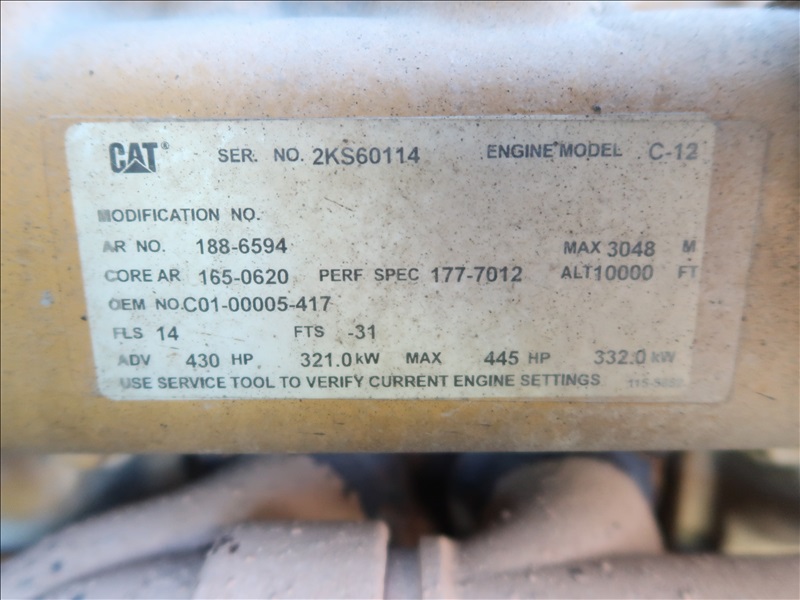 CAT® SER. NO. 2KS60114 ENGINE MODEL C-12
MODIFICATION NO.
AR NO. 188-6594 MAX 3048 M
CORE AR 165-0620 PERF SPEC 177-7012 ALT 10000 FT
OEM NO. C01-00005-417
FLS 14 FTS -31
ADV 430 HP 321.0 kW MAX 445 HP 332.0 kW
USE SERVICE TOOL TO VERIFY CURRENT ENGINE SETTINGS